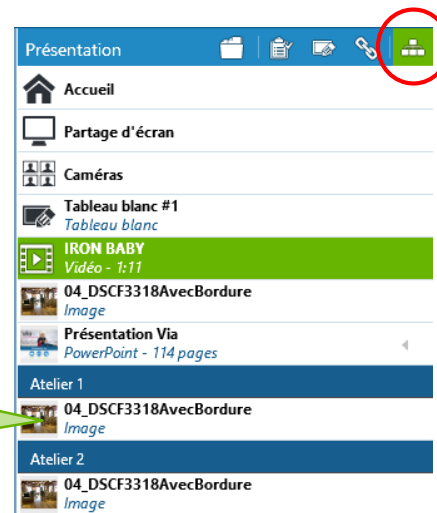 Présentation
Accueil
Partage d'écran
Caméras
Tableau blanc #1
Tableau blanc
IRON BABY
Vidéo - 1:11
04_DSCF3318AvecBordure
Image
Présentation Via
PowerPoint - 114 pages
Atelier 1
04_DSCF3318AvecBordure
Image
Atelier 2
04_DSCF3318AvecBordure
Image